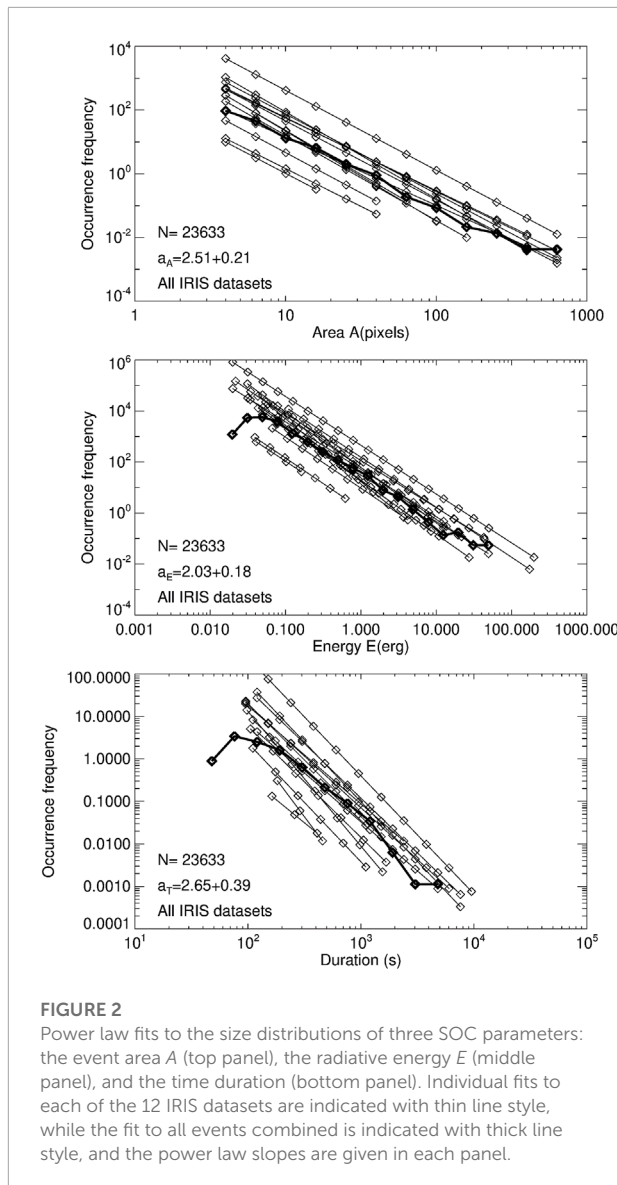 10^4
10^2
10^0
10^-2
10^-4
Occurrence frequency
N= 23633
a_A=2.51+0.21
All IRIS datasets
1 10 100 1000
Area A(pixels)
10^6
10^4
10^2
10^0
10^-2
10^-4
Occurrence frequency
N= 23633
a_E=2.03+0.18
All IRIS datasets
0.001 0.010 0.100 1.000 10.000 100.000 1000.000
Energy E(erg)
100.0000
10.0000
1.0000
0.1000
0.0100
0.0010
0.0001
Occurrence frequency
N= 23633
a_T=2.65+0.39
All IRIS datasets
10^1 10^2 10^3 10^4 10^5
Duration (s)
FIGURE 2
Power law fits to the size distributions of three SOC parameters:
the event area A (top panel), the radiative energy E (middle
panel), and the time duration (bottom panel). Individual fits to
each of the 12 IRIS datasets are indicated with thin line style,
while the fit to all events combined is indicated with thick line
style, and the power law slopes are given in each panel.